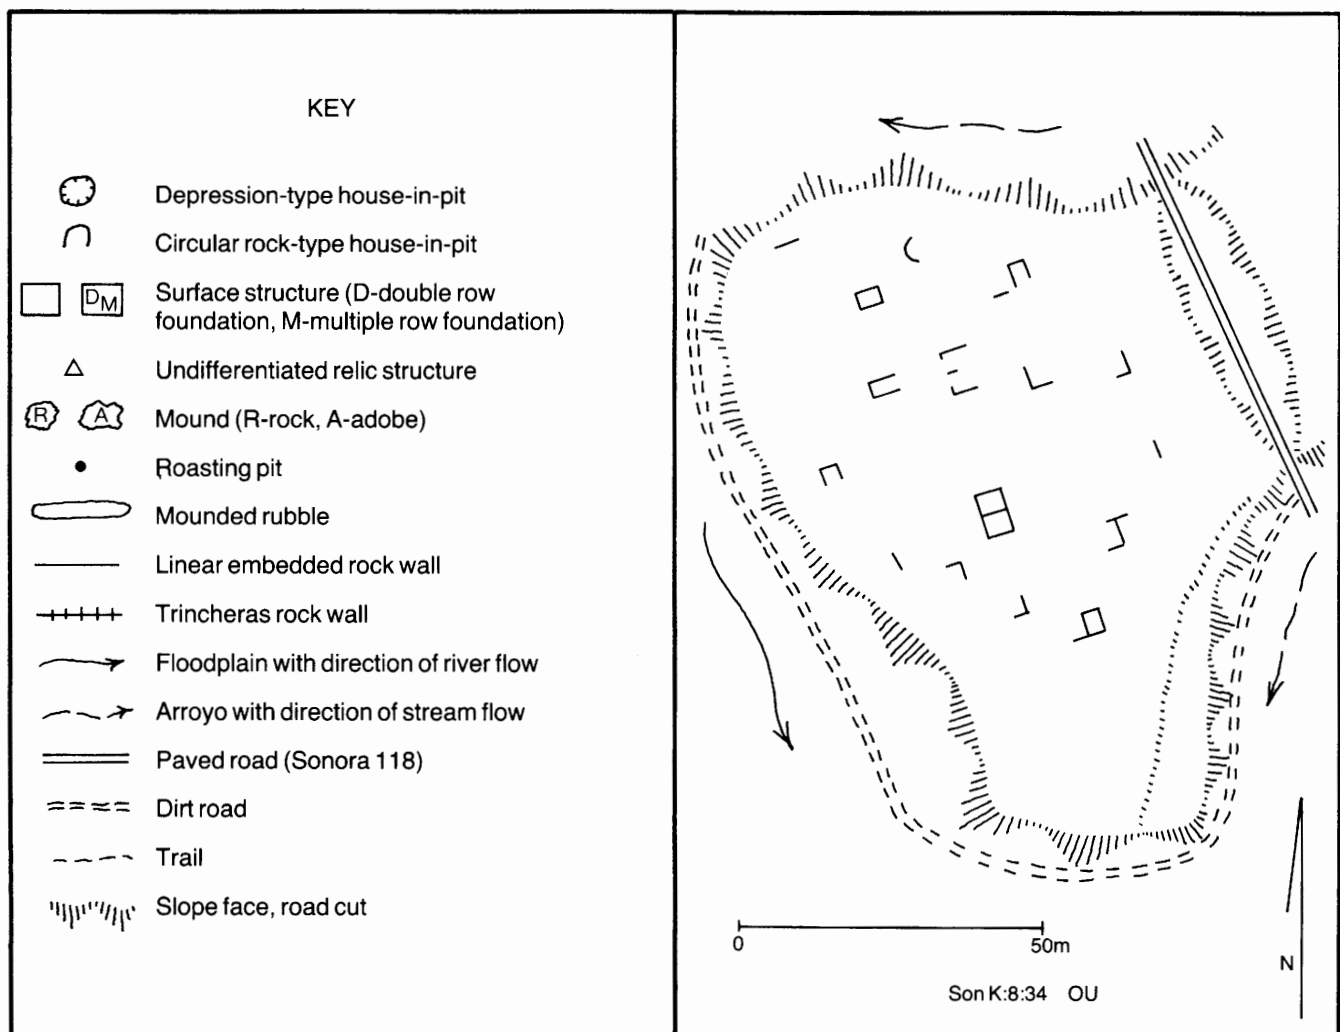 KEY
Depression-type house-in-pit
Circular rock-type house-in-pit
DM
Surface structure (D-double row
foundation, M-multiple row foundation)
Undifferentiated relic structure
R A
Mound (R-rock, A-adobe)
Roasting pit
Mounded rubble
Linear embedded rock wall
Trincheras rock wall
Floodplain with direction of river flow
Arroyo with direction of stream flow
Paved road (Sonora 118)
Dirt road
Trail
Slope face, road cut
0 50m
N
Son K:8:34 OU